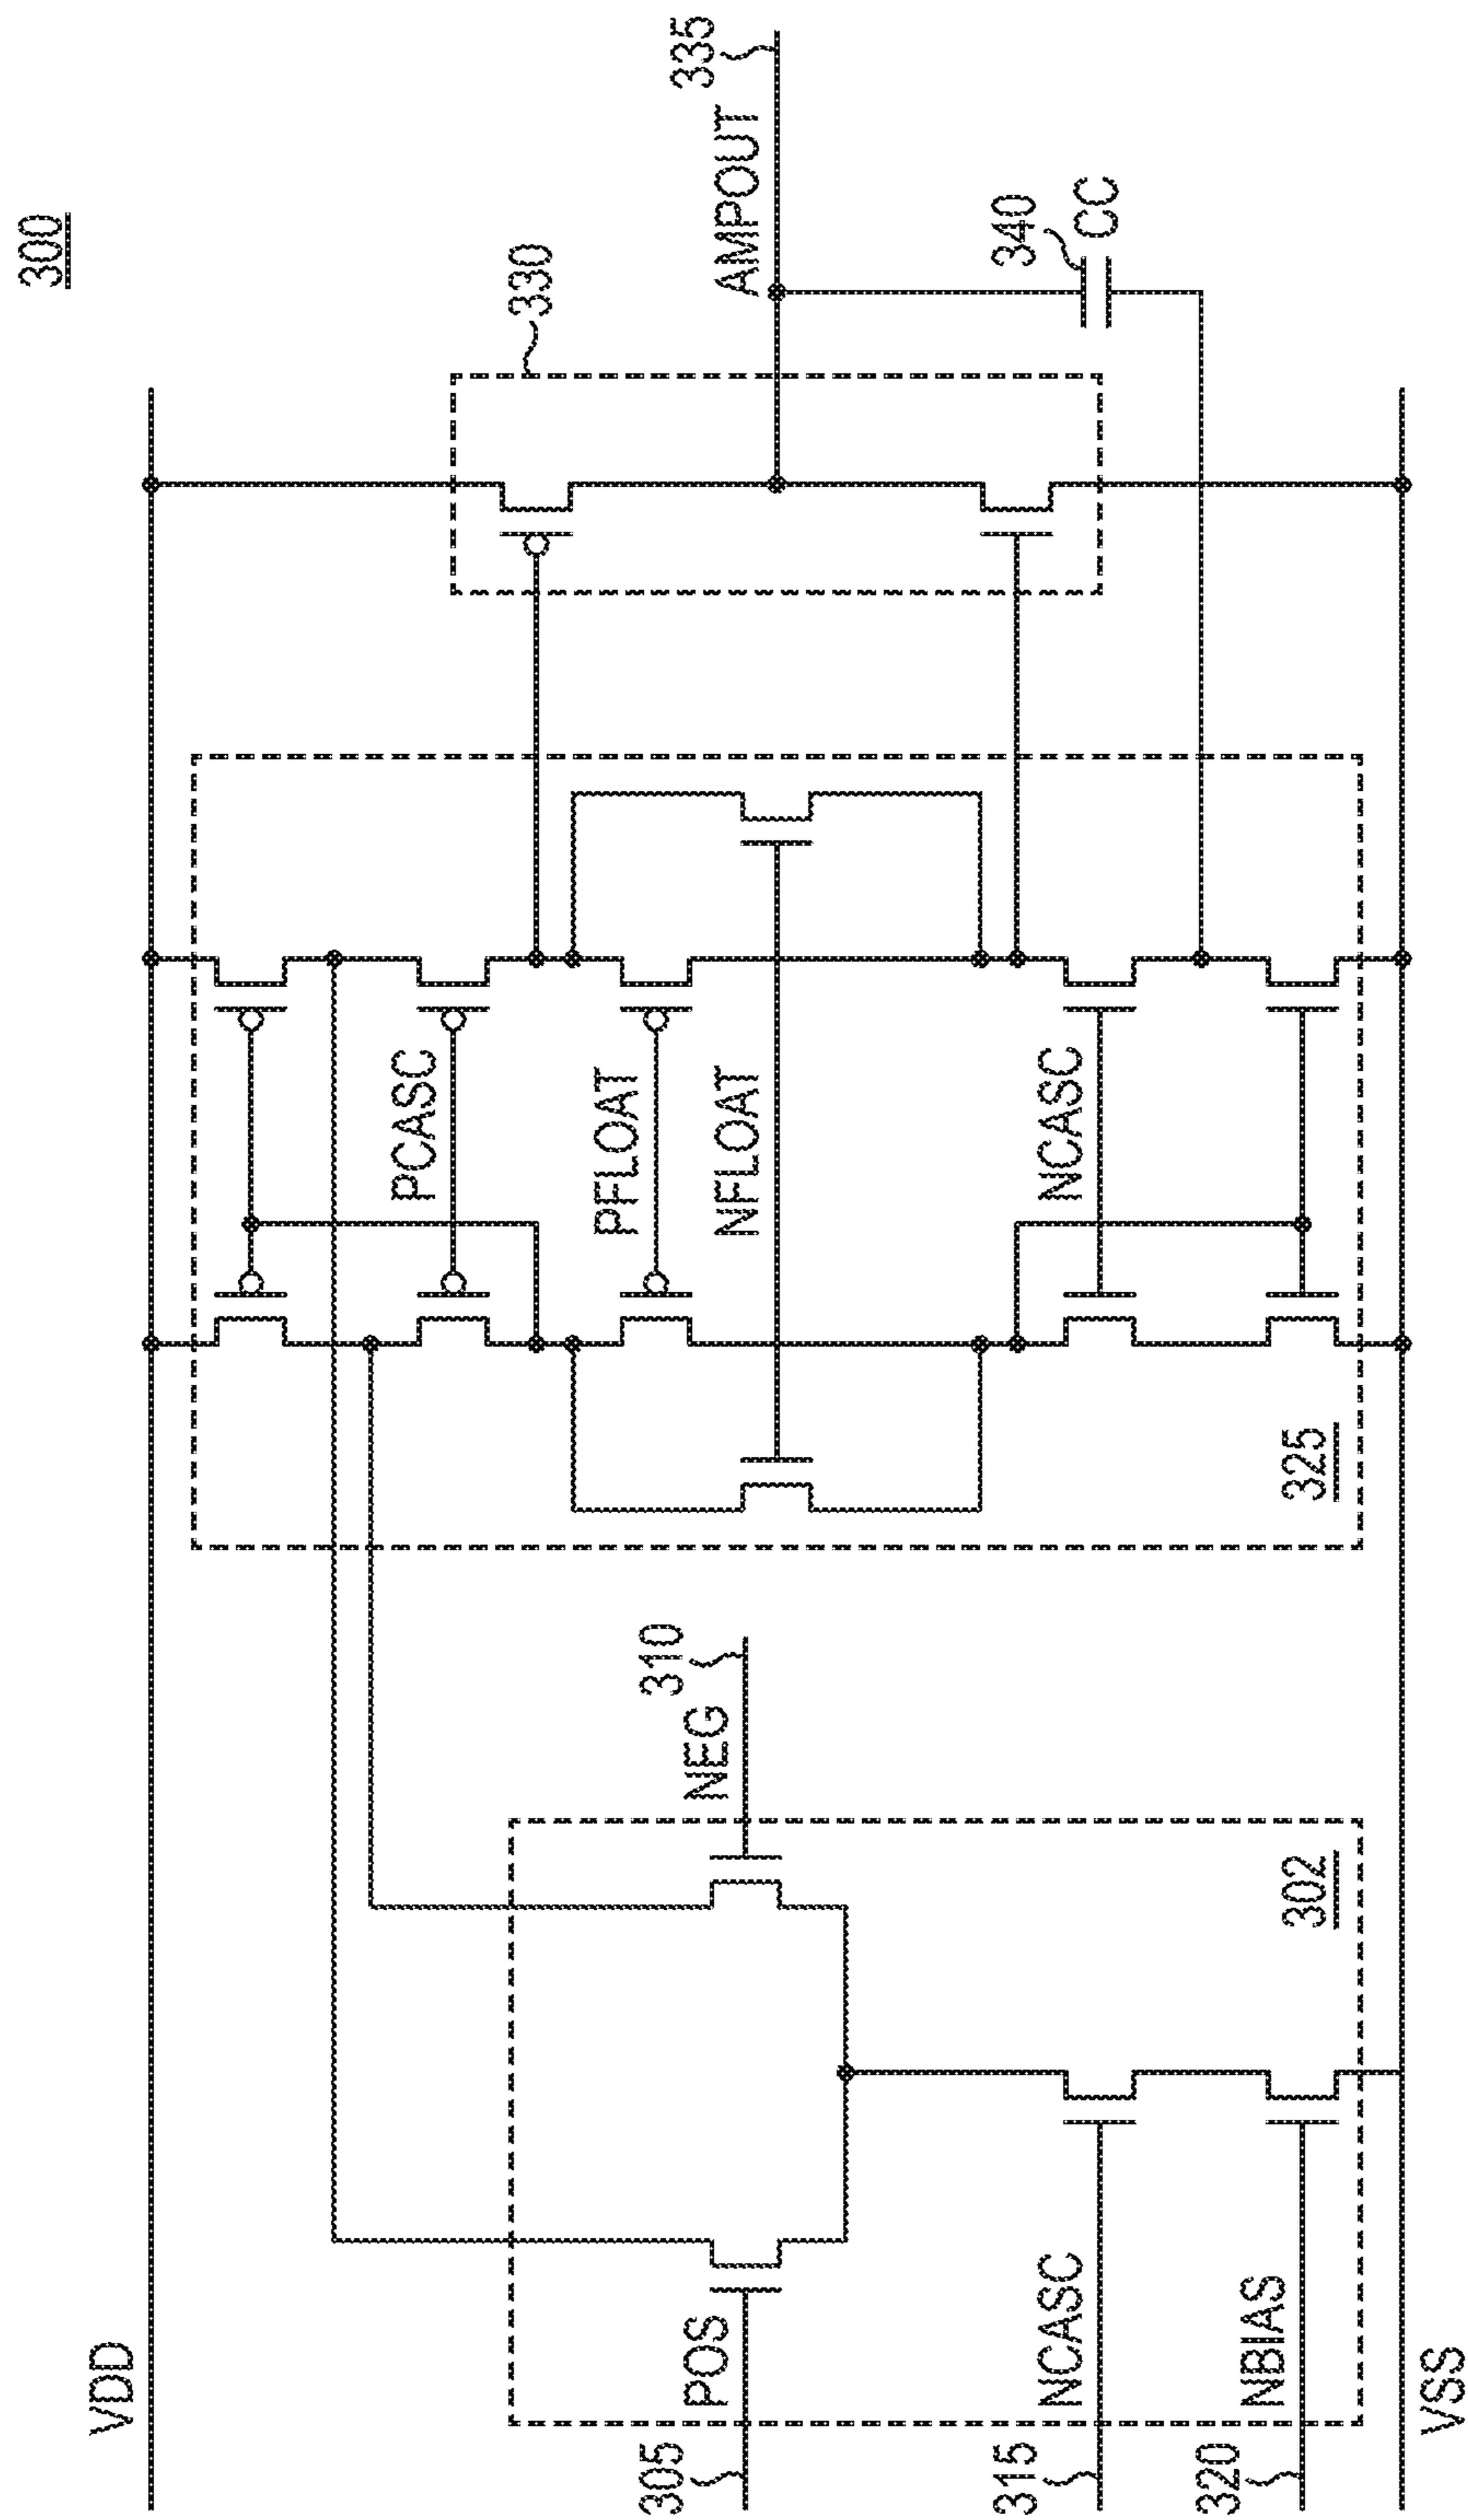 300
VDD
POS
305
NEG
310
NCASC
315
NBIAS
320
302
VSS
PCASC
PFLOAT
NFLOAT
NCASC
325
330
AMPOUT
335
340
CC